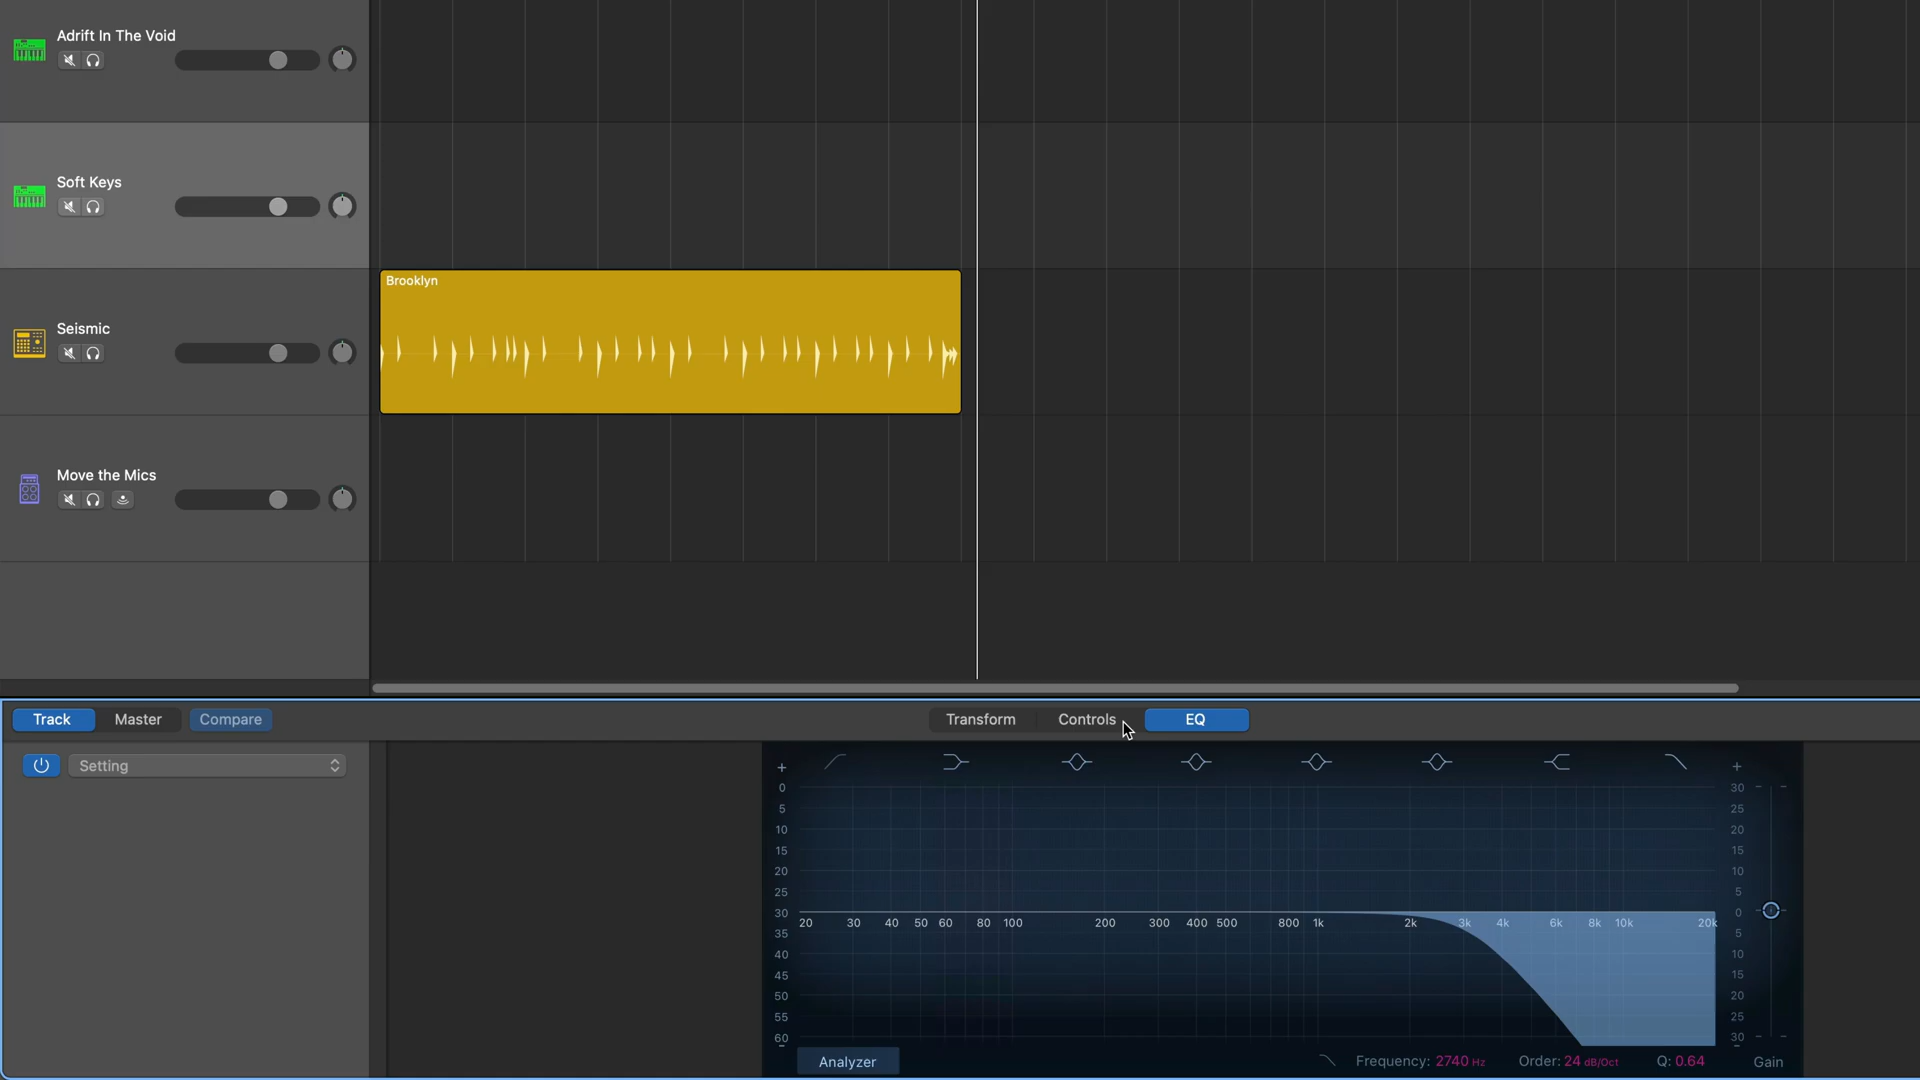 Adrift In The Void
Soft Keys
Brooklyn
Seismic
Move the Mics
Track Master Compare Transform Controls EQ
Setting
+ +
0 30
5 25
10 20
15 15
20 10
25 5
30 0
20 30 40 50 60 80 100 200 300 400 500 800 1k 2k 3k 4k 6k 8k 10k 20k
35 5
40 10
45 15
50 20
55 25
60 30
Analyzer Frequency: 2740 Hz Order: 24 dB/Oct Q: 0.64 Gain